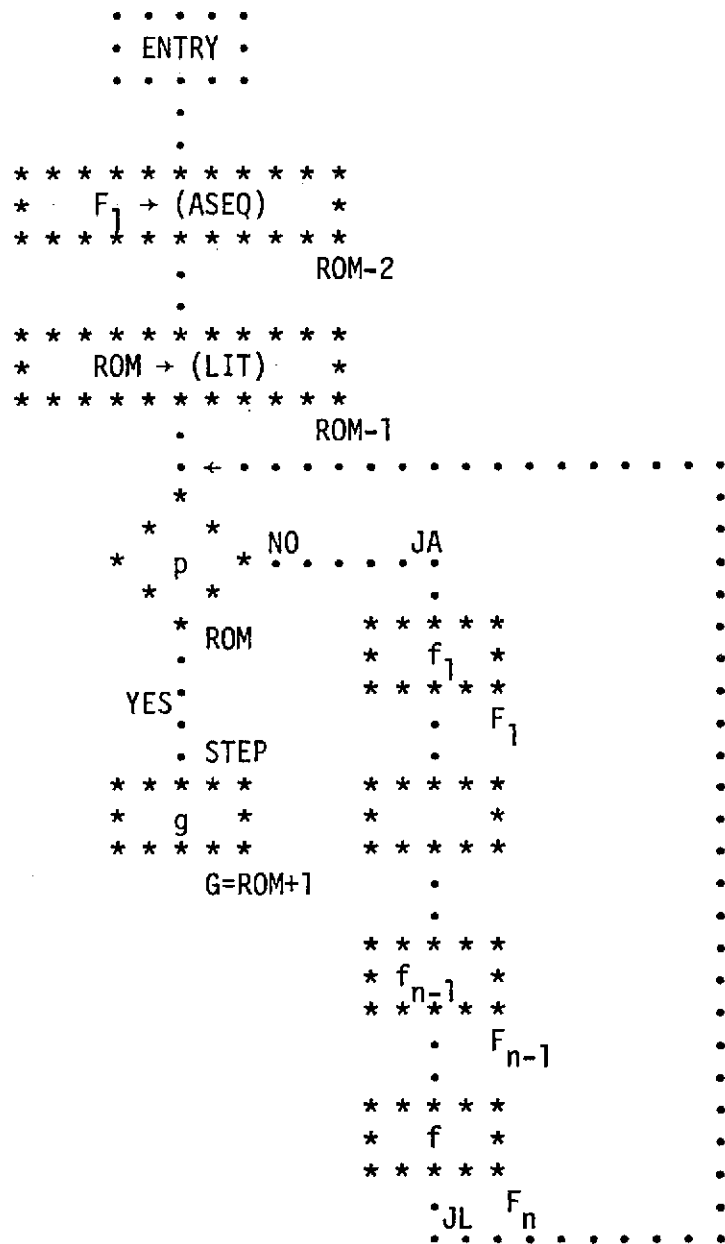 ENTRY
F1 → (ASEQ)
ROM-2
ROM → (LIT)
ROM-1
←
p NO JA
ROM
f1
YES
F1
STEP
g
G=ROM+1
fn-1
Fn-1
f
JL Fn